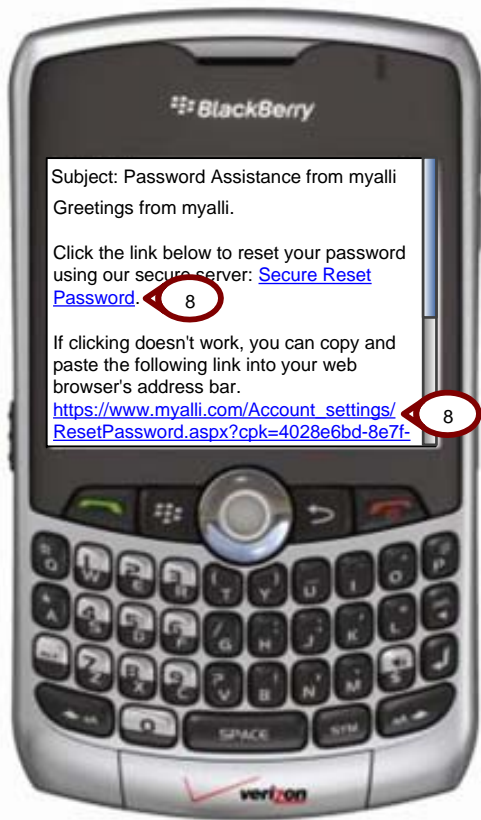 BlackBerry
Subject: Password Assistance from myalli
Greetings from myalli.
Click the link below to reset your password
using our secure server: Secure Reset
Password.
8
If clicking doesn't work, you can copy and
paste the following link into your web
browser's address bar.
https://www.myalli.com/Account_settings/
8
ResetPassword.aspx?cpk=4028e6bd-8e7f-
Q W E R T Y U I O P
A S D F G H J K L
Z X C V B N M $
0 SPACE SYM
verizon